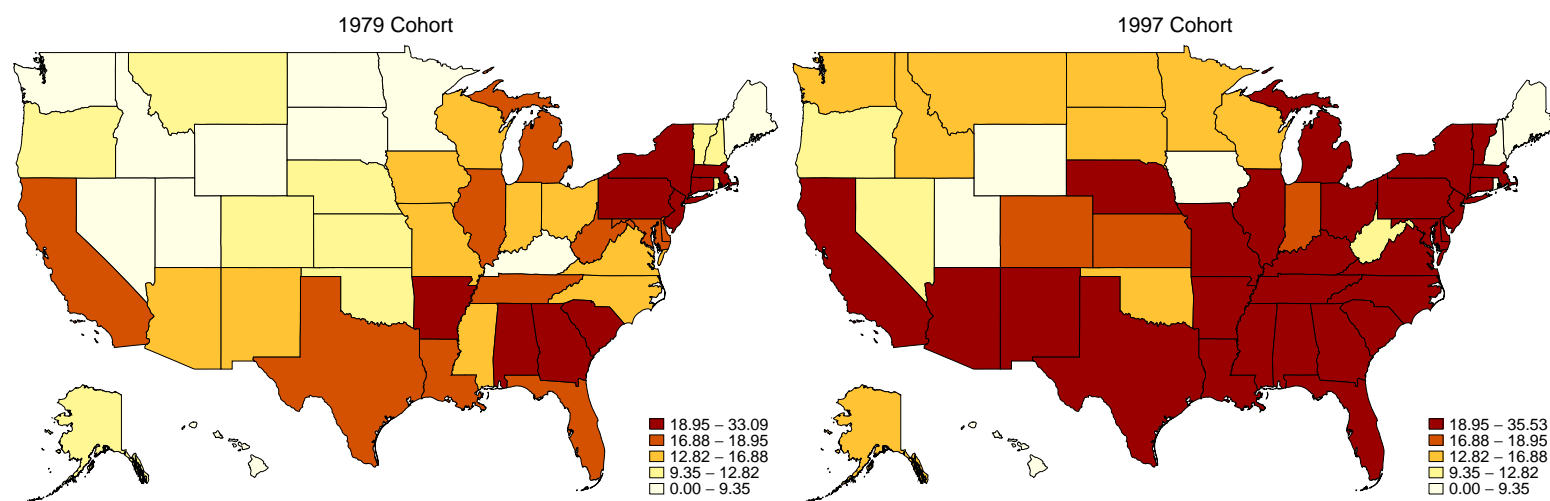 1979 Cohort
18.95 – 33.09
16.88 – 18.95
12.82 – 16.88
9.35 – 12.82
0.00 – 9.35
1997 Cohort
18.95 – 35.53
16.88 – 18.95
12.82 – 16.88
9.35 – 12.82
0.00 – 9.35